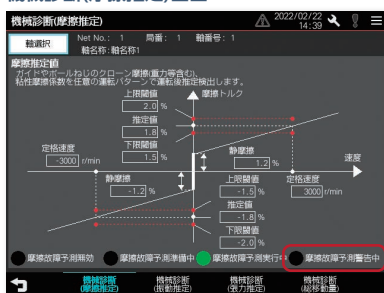 機械診断(摩擦推定)
2022/02/22
14:39
軸選択
Net No.: 1 局番: 1 軸番号: 1
軸名称:軸名称1
摩擦推定値
ガイドやボールねじのクローン摩擦(重力等含む)、
粘性摩擦係数を任意の運転パターンで運転後推定検出します。
上限閾値
2.0 %
摩擦トルク
推定値
1.8 %
定格速度
-3000 r/min
下限閾値
1.5 %
静摩擦
1.2 %
速度
静摩擦
-1.2 %
上限閾値
-1.5 %
定格速度
3000 r/min
推定値
-1.8 %
下限閾値
-2.0 %
摩擦故障予測無効 摩擦故障予測準備中 摩擦故障予測実行中 摩擦故障予測警告中
機械診断
(摩擦推定)
機械診断
(振動推定)
機械診断
(張力推定)
機械診断
(総移動量)